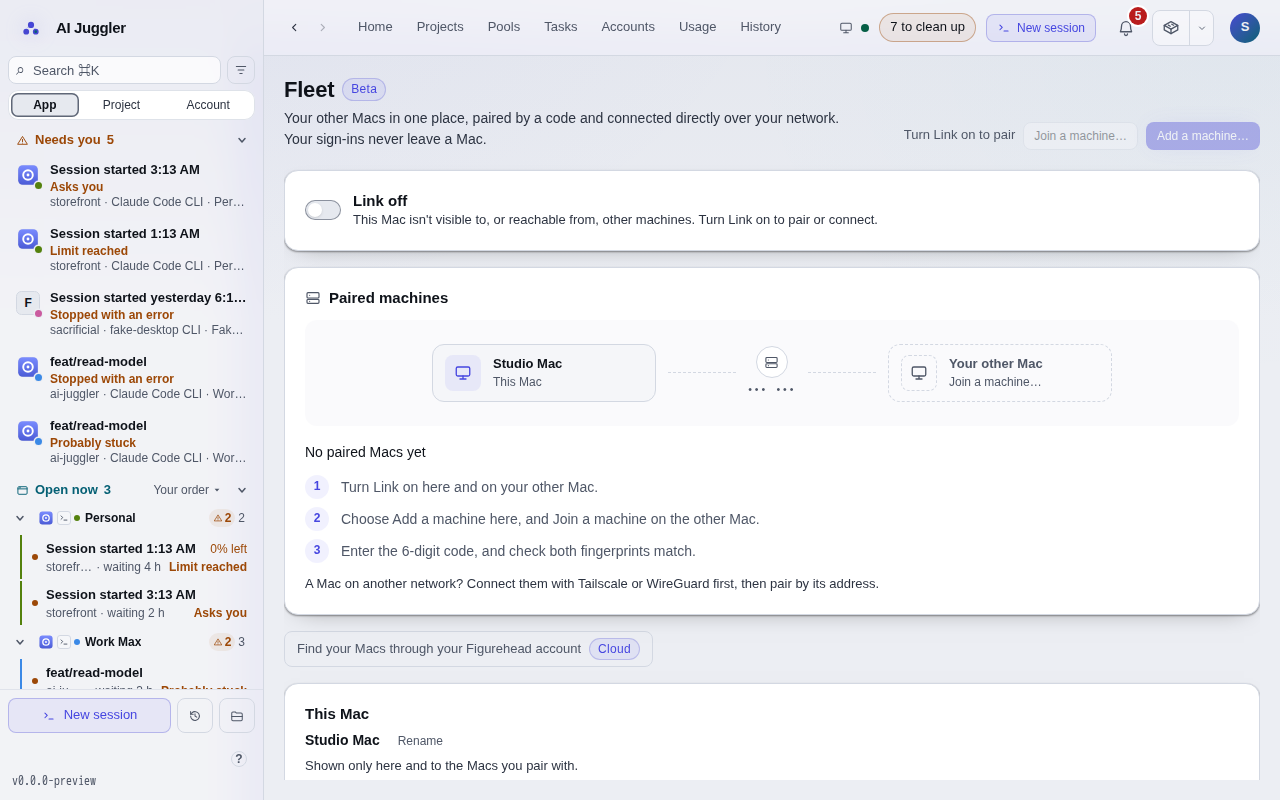 AI Juggler
Search ⌘K
App
Project
Account
Needs you 5
Session started 3:13 AM
Asks you
storefront · Claude Code CLI · Per…
Session started 1:13 AM
Limit reached
storefront · Claude Code CLI · Per…
F
Session started yesterday 6:1…
Stopped with an error
sacrificial · fake-desktop CLI · Fak…
feat/read-model
Stopped with an error
ai-juggler · Claude Code CLI · Wor…
feat/read-model
Probably stuck
ai-juggler · Claude Code CLI · Wor…
Open now 3
Your order
Personal
2 2
Session started 1:13 AM 0% left
storefr… · waiting 4 h Limit reached
Session started 3:13 AM
storefront · waiting 2 h Asks you
Work Max
2 3
feat/read-model
New session
?
v0.0.0-preview
Home
Projects
Pools
Tasks
Accounts
Usage
History
7 to clean up
New session
5
S
Fleet Beta
Your other Macs in one place, paired by a code and connected directly over your network.
Your sign-ins never leave a Mac.
Turn Link on to pair
Join a machine…
Add a machine…
Link off
This Mac isn't visible to, or reachable from, other machines. Turn Link on to pair or connect.
Paired machines
Studio Mac
This Mac
••• •••
Your other Mac
Join a machine…
No paired Macs yet
1 Turn Link on here and on your other Mac.
2 Choose Add a machine here, and Join a machine on the other Mac.
3 Enter the 6-digit code, and check both fingerprints match.
A Mac on another network? Connect them with Tailscale or WireGuard first, then pair by its address.
Find your Macs through your Figurehead account Cloud
This Mac
Studio Mac Rename
Shown only here and to the Macs you pair with.